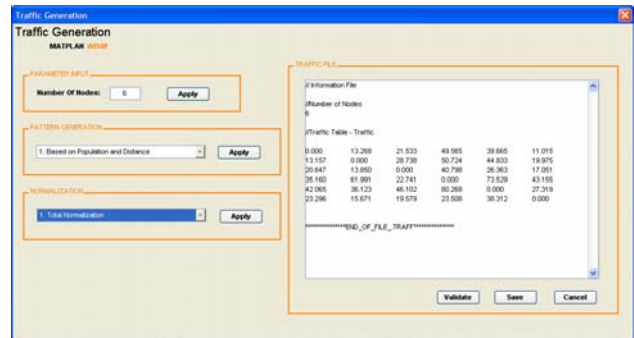 Traffic Generation
Traffic Generation
MATPLAN WDM
PARAMETER INPUT
Number Of Nodes: 6 Apply
PATTERN GENERATION
1. Based on Population and Distance Apply
NORMALIZATION
1. Total Normalization Apply
TRAFFIC FILE
// Information File
//Number of Nodes
6
//Traffic Table - Traffic
0.000 13.268 21.533 49.565 39.665 11.015
13.157 0.000 28.738 50.724 44.833 19.975
20.647 13.850 0.000 40.798 26.363 17.051
35.160 61.991 22.741 0.000 73.529 43.155
42.065 36.123 46.102 80.268 0.000 27.319
23.296 15.671 19.579 23.508 38.312 0.000
***************END_OF_FILE_.TRAFF***************
Validate Save Cancel